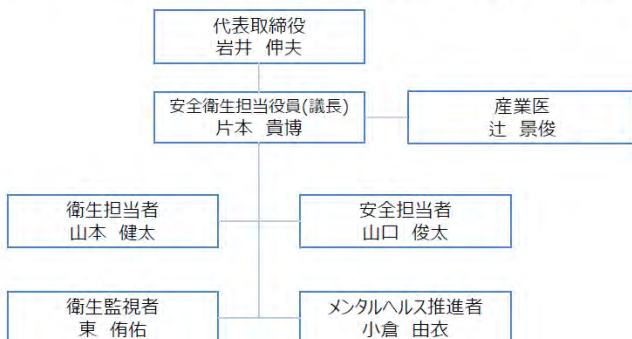 代表取締役
岩井 伸夫
安全衛生担当役員(議長)
片本 貴博
産業医
辻 景俊
衛生担当者
山本 健太
安全担当者
山口 俊太
衛生監視者
東 侑佑
メンタルヘルス推進者
小倉 由衣